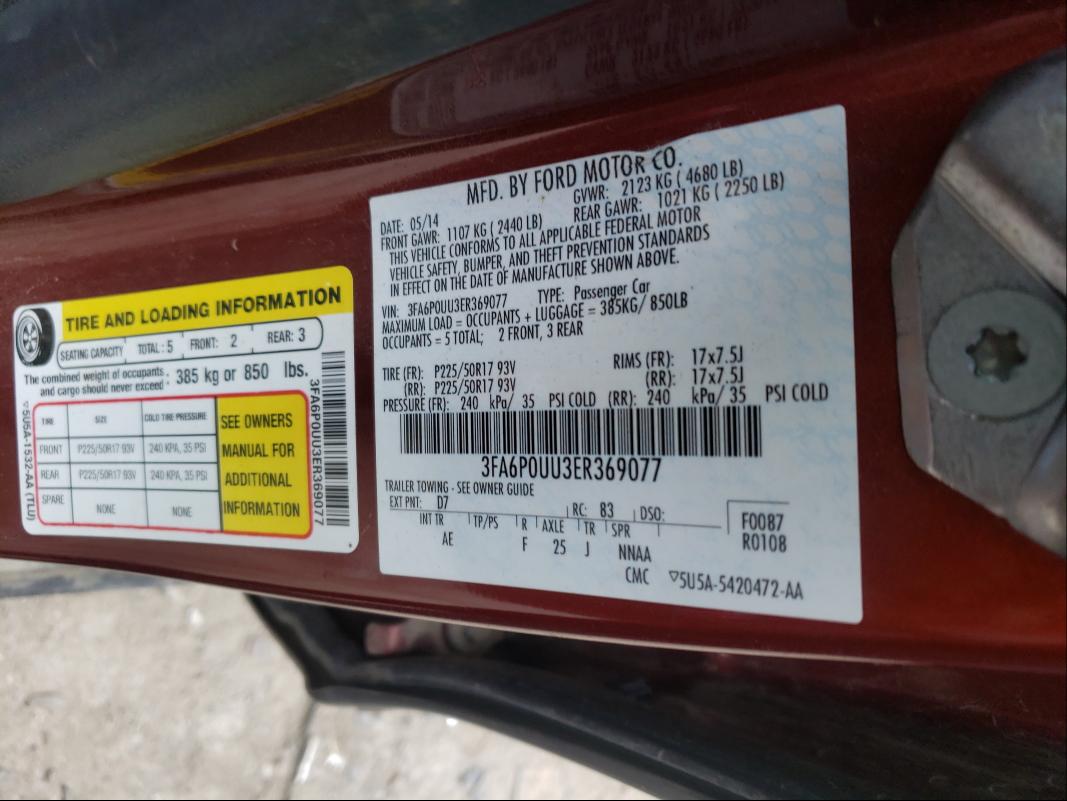 MFD. BY FORD MOTOR CO.
DATE: 05/14 GVWR: 2123 KG ( 4680 LB)
FRONT GAWR: 1107 KG ( 2440 LB) REAR GAWR: 1021 KG ( 2250 LB)
THIS VEHICLE CONFORMS TO ALL APPLICABLE FEDERAL MOTOR
VEHICLE SAFETY, BUMPER, AND THEFT PREVENTION STANDARDS
IN EFFECT ON THE DATE OF MANUFACTURE SHOWN ABOVE.
VIN: 3FA6P0UU3ER369077 TYPE: Passenger Car
MAXIMUM LOAD = OCCUPANTS + LUGGAGE = 385KG/ 850LB
OCCUPANTS = 5 TOTAL; 2 FRONT, 3 REAR
TIRE (FR): P225/50R17 93V RIMS (FR): 17x7.5J
(RR): P225/50R17 93V (RR): 17x7.5J
PRESSURE (FR): 240 kPa/ 35 PSI COLD (RR): 240 kPa/ 35 PSI COLD
3FA6P0UU3ER369077
TRAILER TOWING - SEE OWNER GUIDE
EXT PNT: D7 RC: 83 DSO: F0087
INT TR TP/PS R AXLE TR SPR R0108
AE F 25 J NNAA
CMC ▽5U5A-5420472-AA
TIRE AND LOADING INFORMATION
SEATING CAPACITY TOTAL: 5 FRONT: 2 REAR: 3
The combined weight of occupants
and cargo should never exceed : 385 kg or 850 lbs.
TIRE SIZE COLD TIRE PRESSURE
FRONT P225/50R17 93V 240 KPA, 35 PSI
REAR P225/50R17 93V 240 KPA, 35 PSI
SPARE NONE NONE
SEE OWNERS
MANUAL FOR
ADDITIONAL
INFORMATION
3FA6P0UU3ER369077
▽5U5A-1532-AA (TLU)